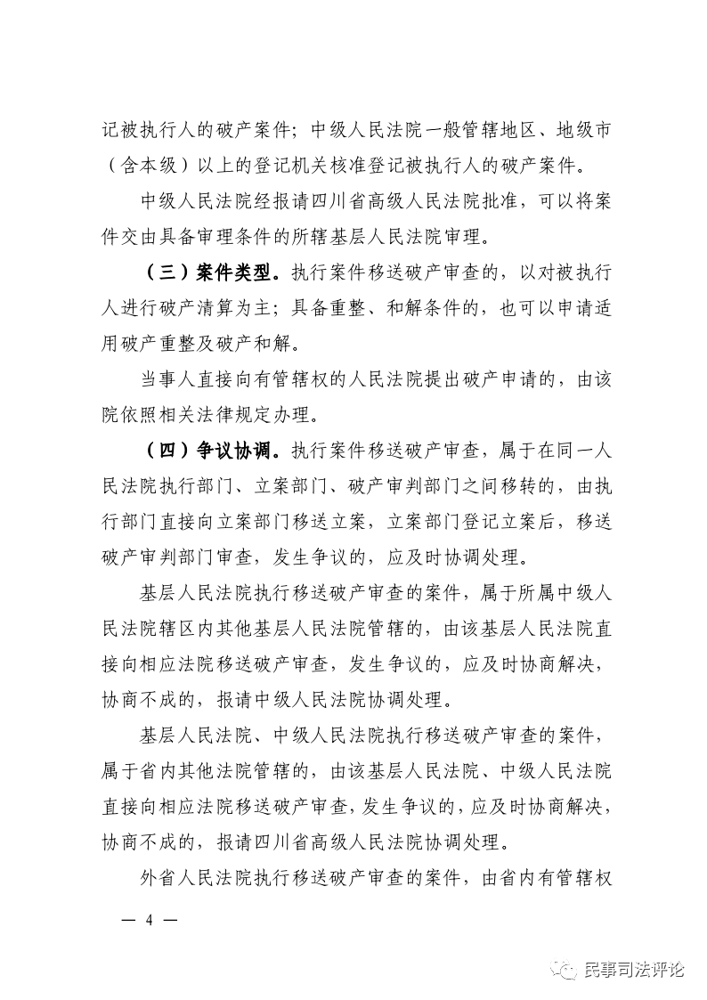 记被执行人的破产案件；中级人民法院一般管辖地区、地级市
（含本级）以上的登记机关核准登记被执行人的破产案件。
中级人民法院经报请四川省高级人民法院批准，可以将案
件交由具备审理条件的所辖基层人民法院审理。
（三）案件类型。执行案件移送破产审查的，以对被执行
人进行破产清算为主；具备重整、和解条件的，也可以申请适
用破产重整及破产和解。
当事人直接向有管辖权的人民法院提出破产申请的，由该
院依照相关法律规定办理。
（四）争议协调。执行案件移送破产审查，属于在同一人
民法院执行部门、立案部门、破产审判部门之间移转的，由执
行部门直接向立案部门移送立案，立案部门登记立案后，移送
破产审判部门审查，发生争议的，应及时协调处理。
基层人民法院执行移送破产审查的案件，属于所属中级人
民法院辖区内其他基层人民法院管辖的，由该基层人民法院直
接向相应法院移送破产审查，发生争议的，应及时协商解决，
协商不成的，报请中级人民法院协调处理。
基层人民法院、中级人民法院执行移送破产审查的案件，
属于省内其他法院管辖的，由该基层人民法院、中级人民法院
直接向相应法院移送破产审查，发生争议的，应及时协商解决，
协商不成的，报请四川省高级人民法院协调处理。
外省人民法院执行移送破产审查的案件，由省内有管辖权
— 4 —
民事司法评论